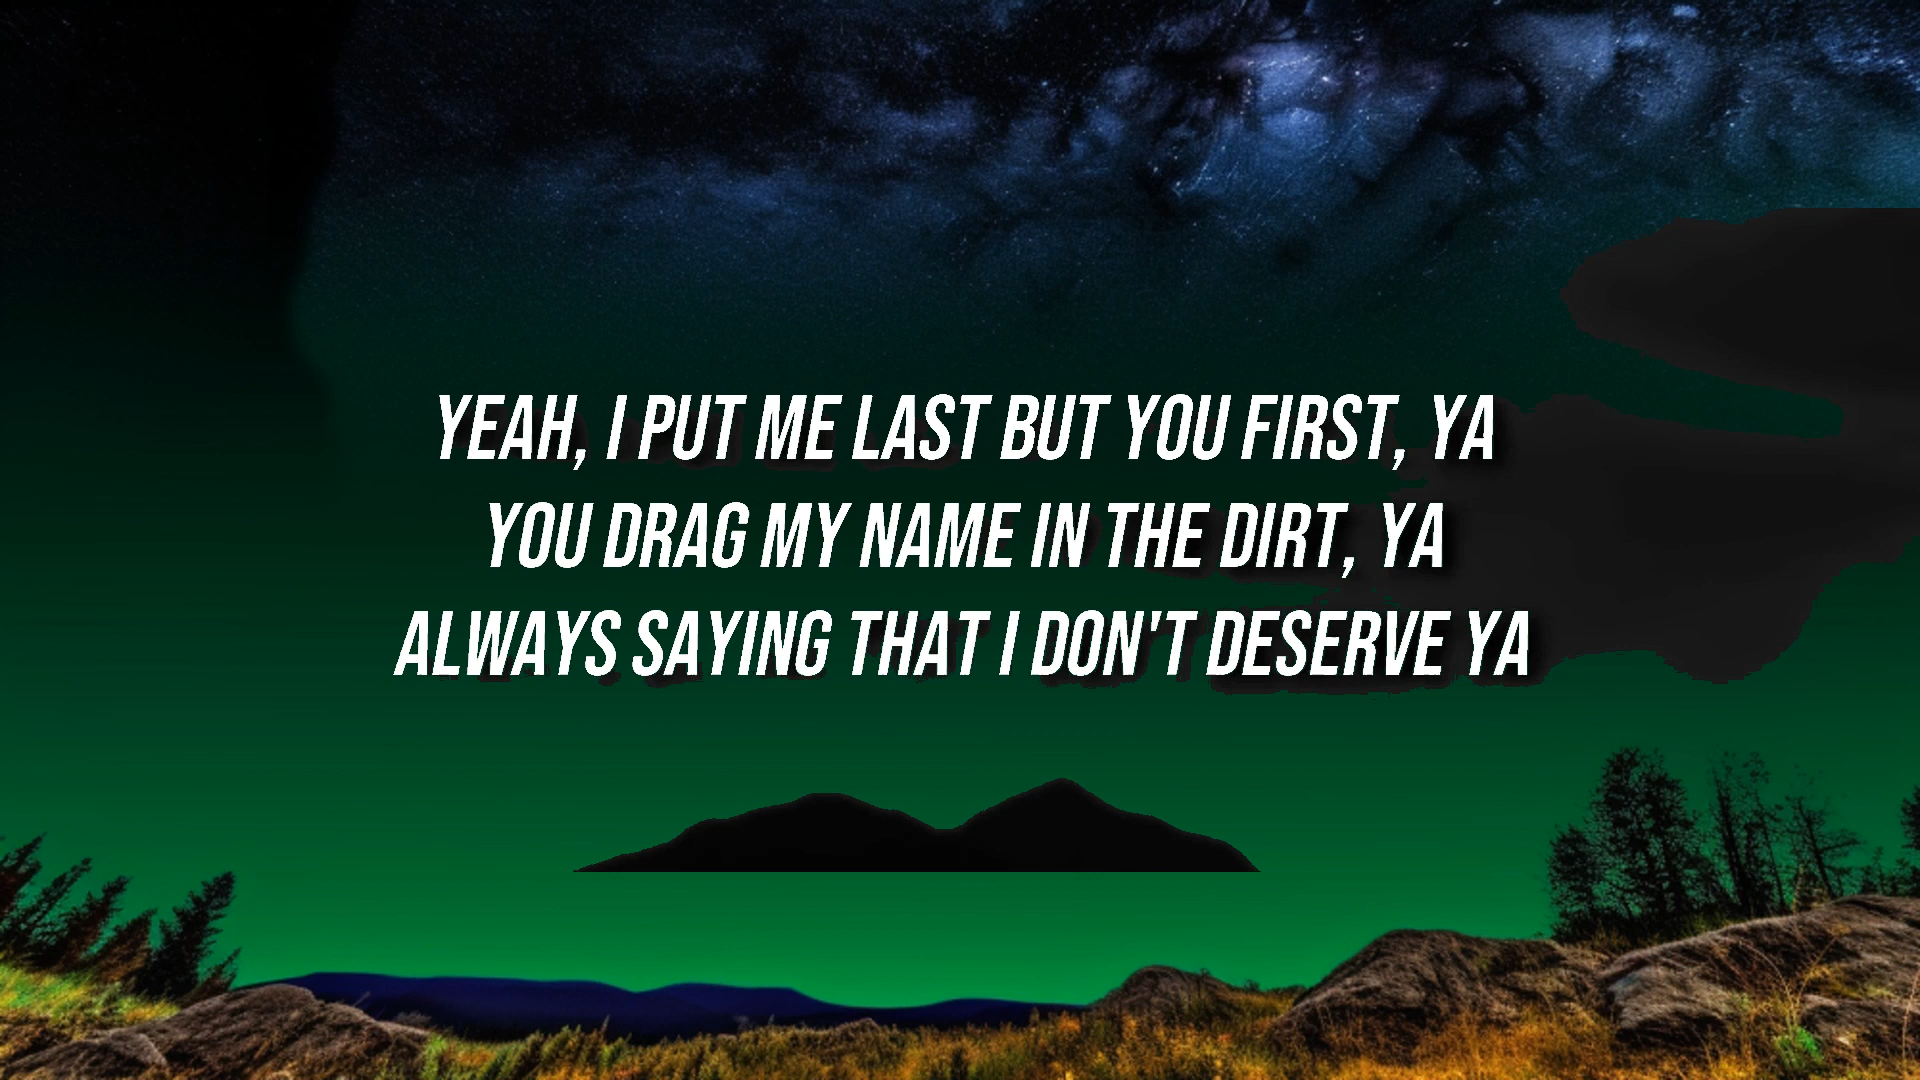 YEAH, I PUT ME LAST BUT YOU FIRST, YA
YOU DRAG MY NAME IN THE DIRT, YA
ALWAYS SAYING THAT I DON'T DESERVE YA